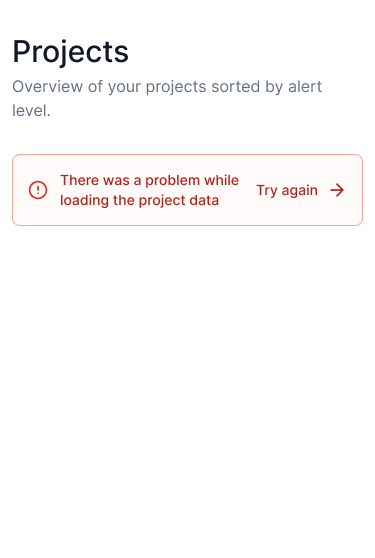 Projects
Overview of your projects sorted by alert
level.
There was a problem while
loading the project data
Try again